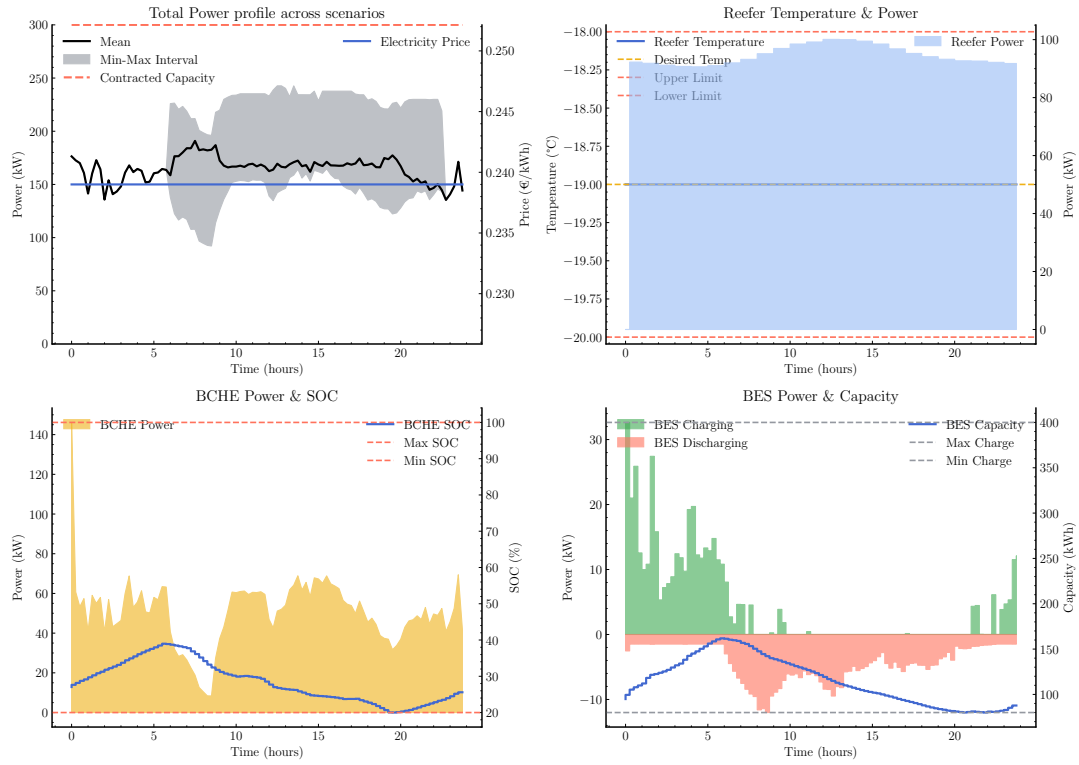 Total Power profile across scenarios
Mean
Min-Max Interval
Contracted Capacity
Electricity Price
300
250
200
150
100
50
0
Power (kW)
0.250
0.245
0.240
0.235
0.230
Price (€/kWh)
0 5 10 15 20
Time (hours)
Reefer Temperature & Power
Reefer Temperature
Desired Temp
Upper Limit
Lower Limit
Reefer Power
−18.00
−18.25
−18.50
−18.75
−19.00
−19.25
−19.50
−19.75
−20.00
Temperature (°C)
100
80
60
40
20
0
Power (kW)
0 5 10 15 20
Time (hours)
BCHE Power & SOC
BCHE Power
BCHE SOC
Max SOC
Min SOC
140
120
100
80
60
40
20
0
Power (kW)
100
90
80
70
60
50
40
30
20
SOC (%)
0 5 10 15 20
Time (hours)
BES Power & Capacity
BES Charging
BES Discharging
BES Capacity
Max Charge
Min Charge
30
20
10
0
−10
Power (kW)
400
350
300
250
200
150
100
Capacity (kWh)
0 5 10 15 20
Time (hours)